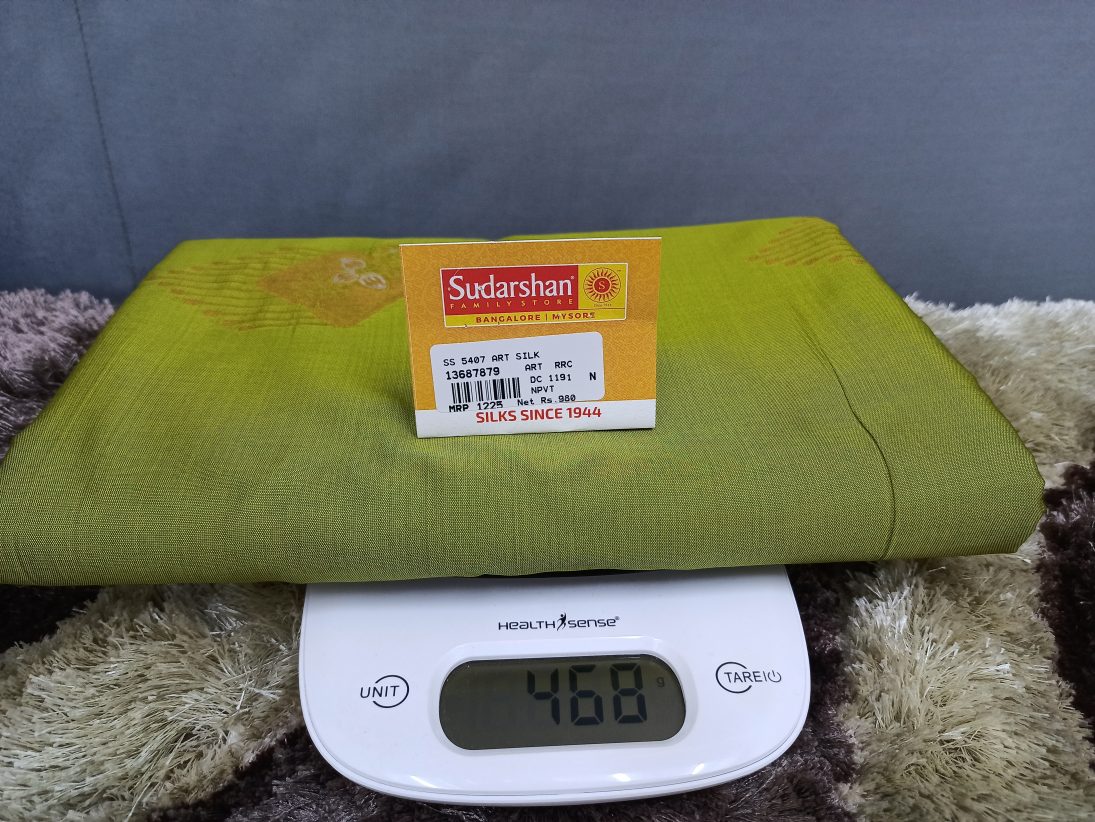 Sudarshan®
S
FAMILY STORE
BANGALORE | MYSORE
SS 5407 ART SILK
13687879 ART RRC
DC 1191 N
NPVT
MRP 1225 Net Rs.980
SILKS SINCE 1944
HEALTH SENSE®
UNIT
468 g
TARE